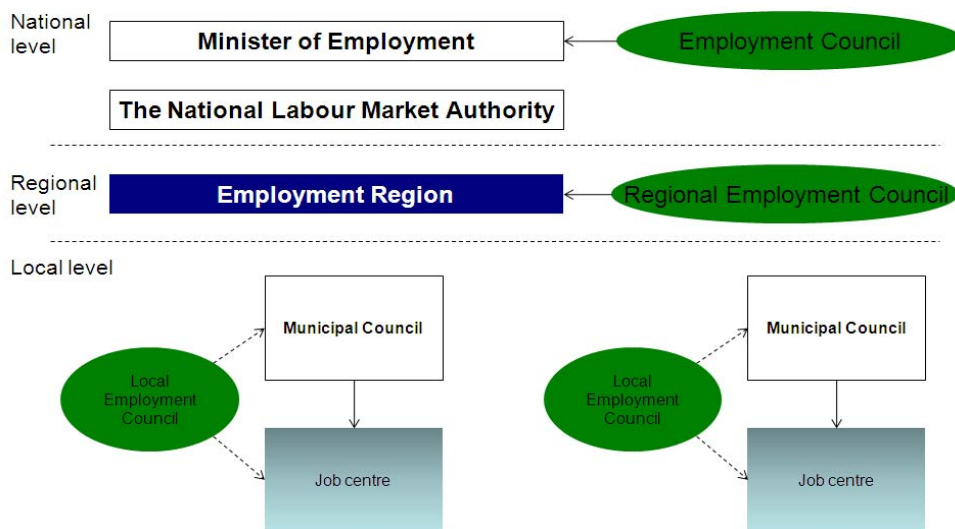 National
level
Minister of Employment
Employment Council
The National Labour Market Authority
Regional
level
Employment Region
Regional Employment Council
Local level
Municipal Council
Municipal Council
Local
Employment
Council
Local
Employment
Council
Job centre
Job centre